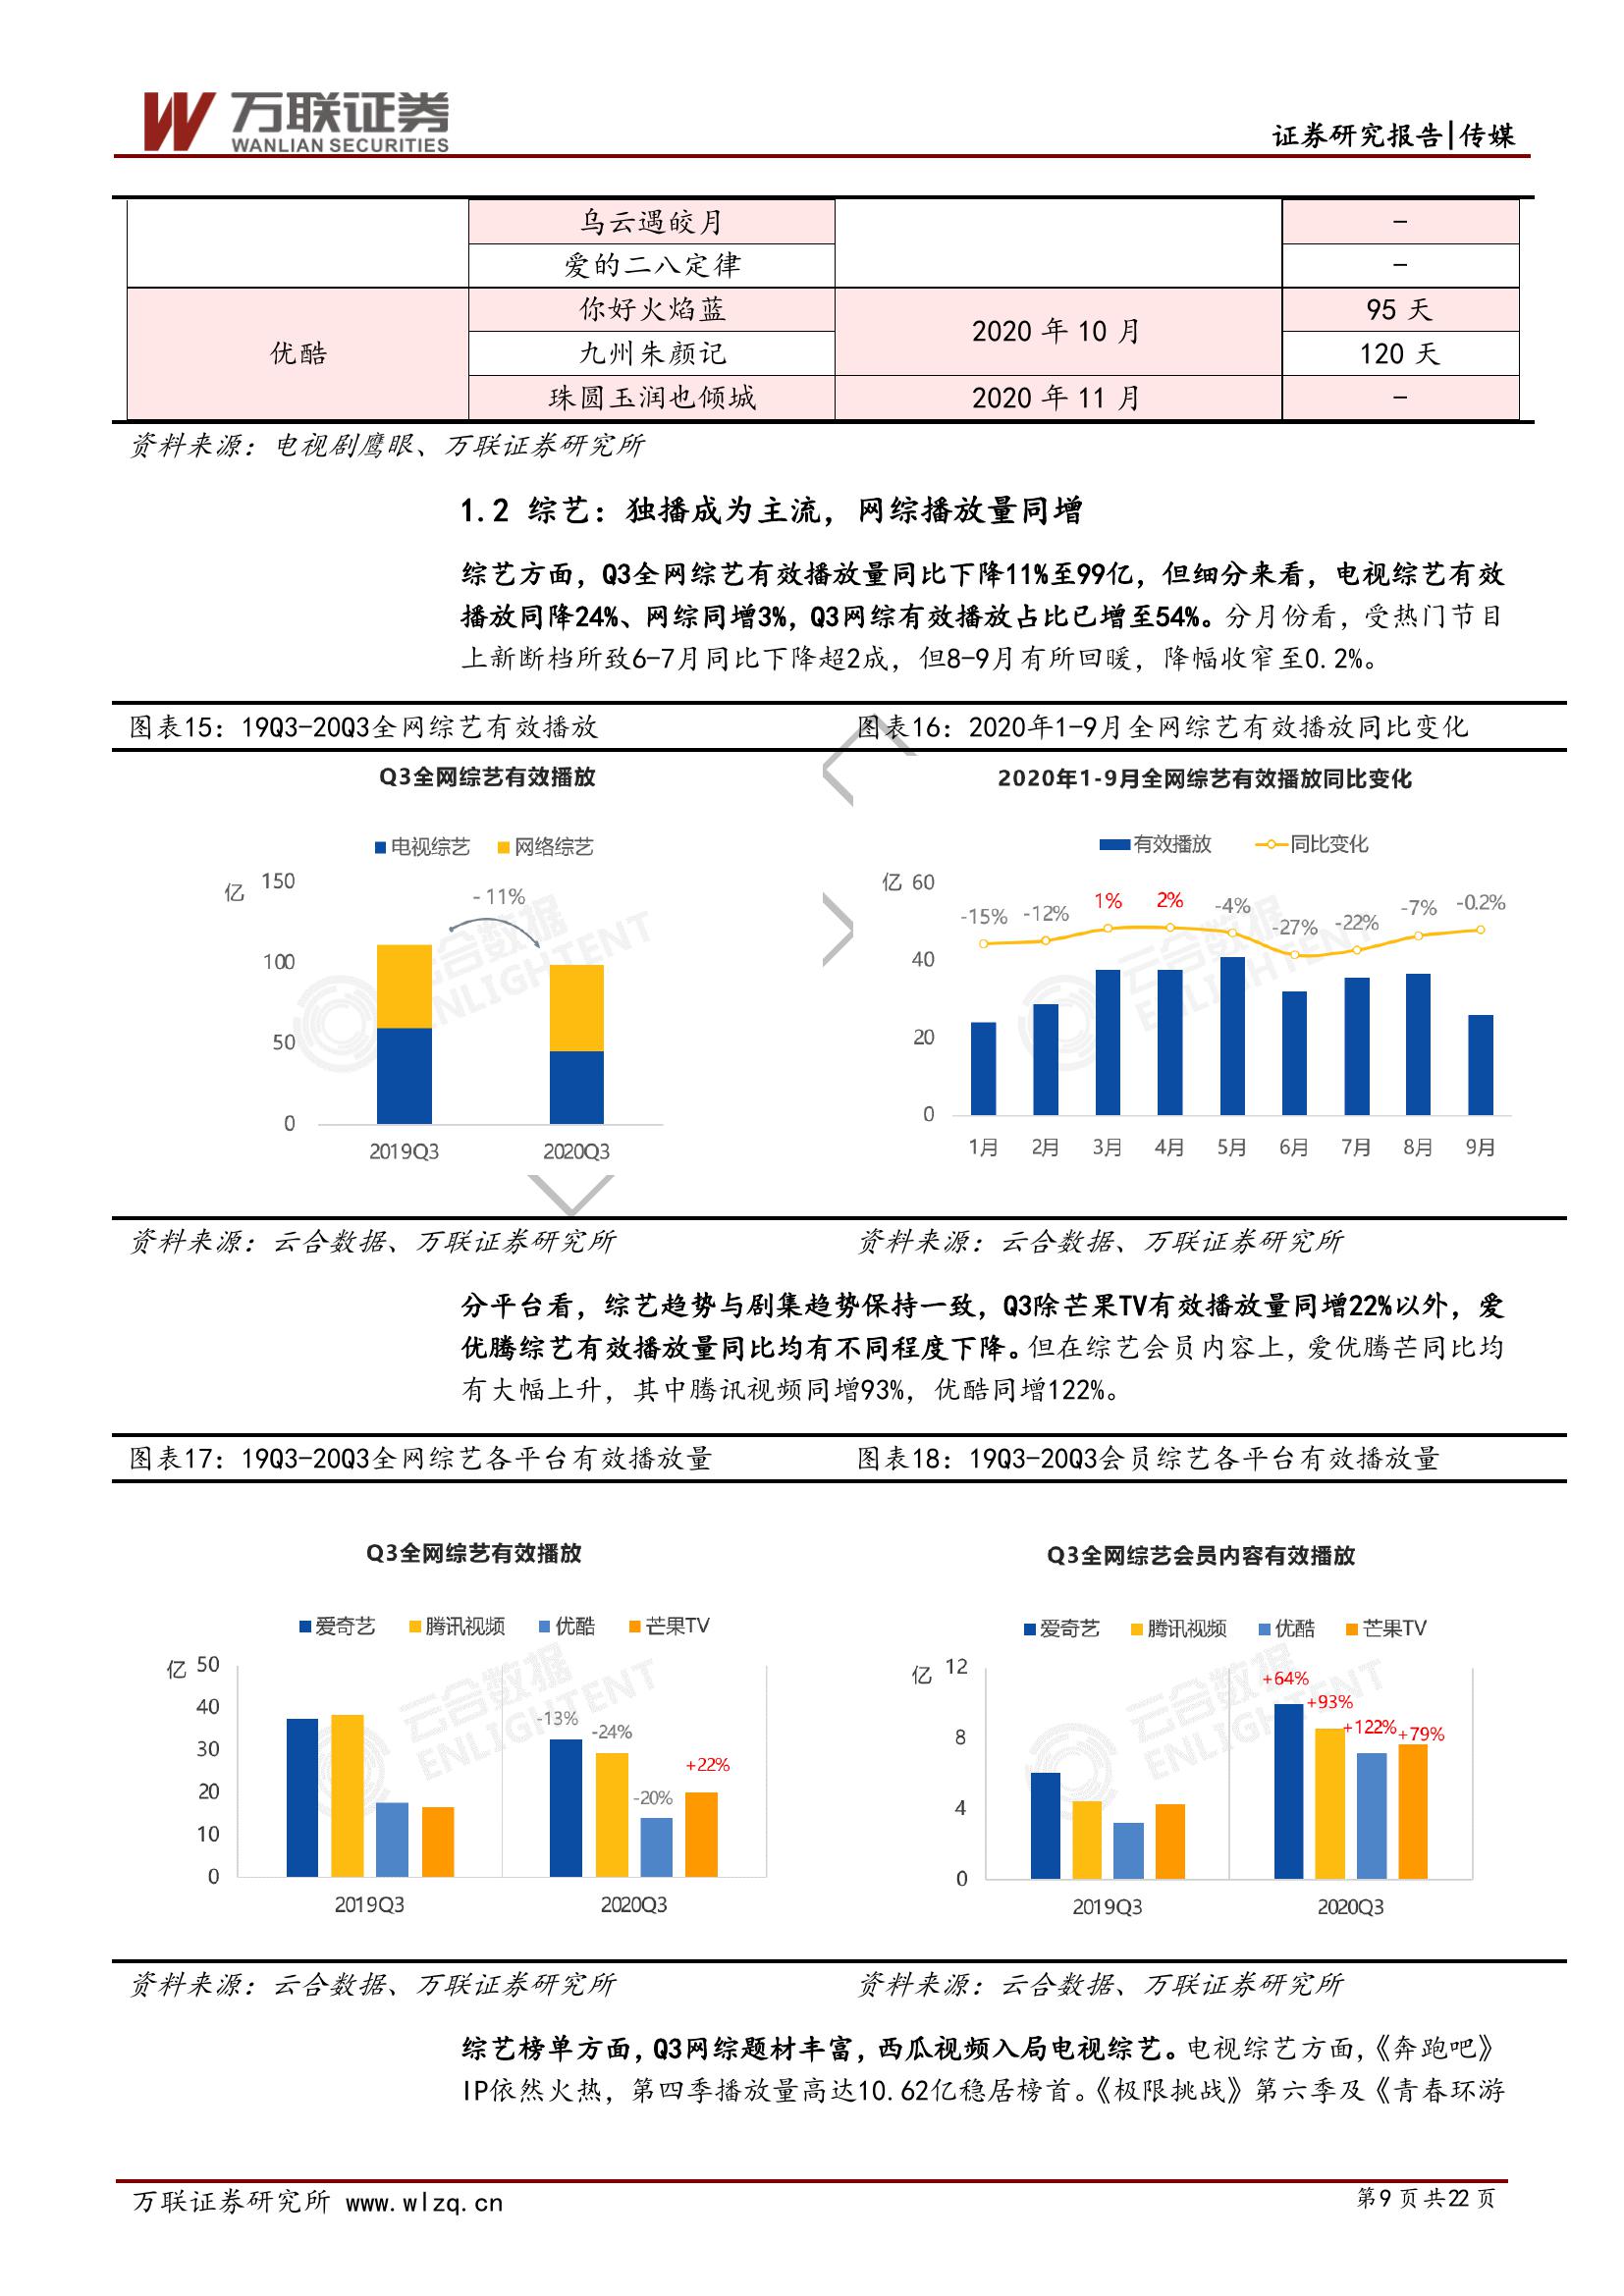 万联证券
WANLIAN SECURITIES
证券研究报告|传媒
乌云遇皎月 -
爱的二八定律 -
优酷 你好火焰蓝 2020 年 10 月 95 天
九州朱颜记 120 天
珠圆玉润也倾城 2020 年 11 月 -
资料来源：电视剧鹰眼、万联证券研究所
1.2 综艺：独播成为主流，网综播放量同增
综艺方面，Q3全网综艺有效播放量同比下降11%至99亿，但细分来看，电视综艺有效
播放同降24%、网综同增3%，Q3网综有效播放占比已增至54%。分月份看，受热门节目
上新断档所致6-7月同比下降超2成，但8-9月有所回暖，降幅收窄至0.2%。
图表15：19Q3-20Q3全网综艺有效播放
Q3全网综艺有效播放
电视综艺 网络综艺
亿 150
100
50
0
- 11%
云合数据
ENLIGHTENT
2019Q3 2020Q3
资料来源：云合数据、万联证券研究所
图表16：2020年1-9月全网综艺有效播放同比变化
2020年1-9月全网综艺有效播放同比变化
有效播放 同比变化
亿 60
40
20
0
-15% -12% 1% 2% -4% -27% -22% -7% -0.2%
云合数据
ENLIGHTENT
1月 2月 3月 4月 5月 6月 7月 8月 9月
资料来源：云合数据、万联证券研究所
分平台看，综艺趋势与剧集趋势保持一致，Q3除芒果TV有效播放量同增22%以外，爱
优腾综艺有效播放量同比均有不同程度下降。但在综艺会员内容上，爱优腾芒同比均
有大幅上升，其中腾讯视频同增93%，优酷同增122%。
图表17：19Q3-20Q3全网综艺各平台有效播放量
Q3全网综艺有效播放
爱奇艺 腾讯视频 优酷 芒果TV
亿 50
40
30
20
10
0
-13% -24% -20% +22%
云合数据
ENLIGHTENT
2019Q3 2020Q3
资料来源：云合数据、万联证券研究所
图表18：19Q3-20Q3会员综艺各平台有效播放量
Q3全网综艺会员内容有效播放
爱奇艺 腾讯视频 优酷 芒果TV
亿 12
8
4
0
+64% +93% +122% +79%
云合数据
ENLIGHTENT
2019Q3 2020Q3
资料来源：云合数据、万联证券研究所
综艺榜单方面，Q3网综题材丰富，西瓜视频入局电视综艺。电视综艺方面，《奔跑吧》
IP依然火热，第四季播放量高达10.62亿稳居榜首。《极限挑战》第六季及《青春环游
万联证券研究所 www.wlzq.cn
第9页共22页